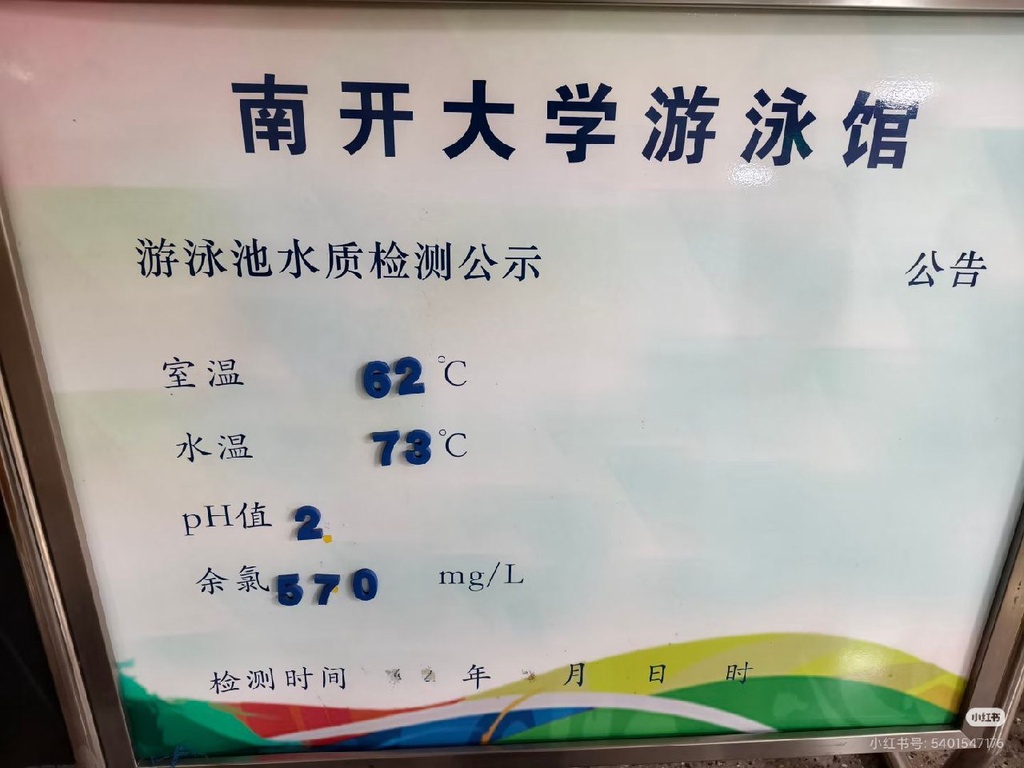 南开大学游泳馆
游泳池水质检测公示 公告
室温 62 ℃
水温 73 ℃
pH值 2.
余氯 570 mg/L
检测时间 年 月 日 时
小红书
小红书号: 5401547176